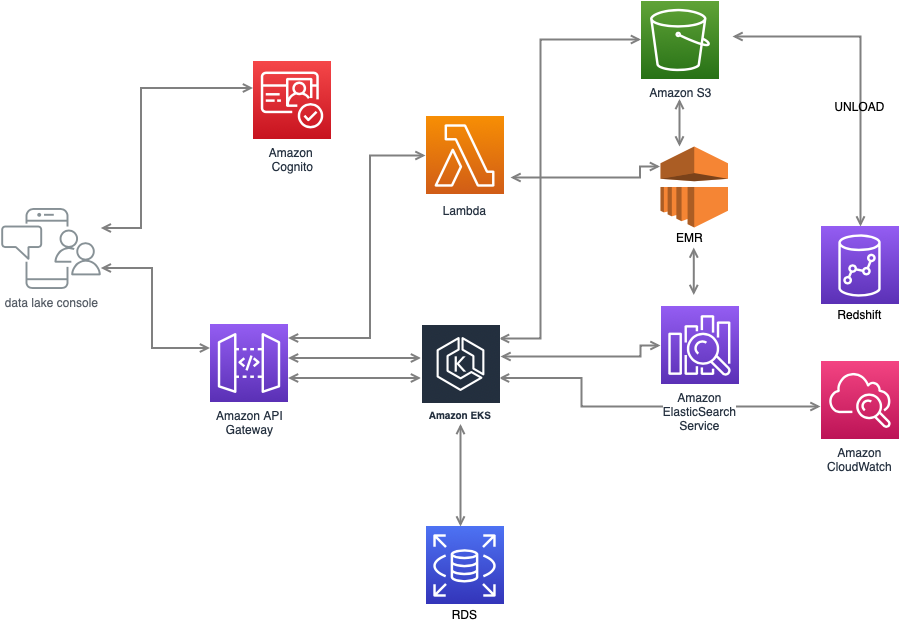 Amazon S3
UNLOAD
Amazon
Cognito
Lambda
EMR
data lake console
Redshift
</>
K
Amazon API
Gateway
Amazon EKS
Amazon
ElasticSearch
Service
Amazon
CloudWatch
RDS